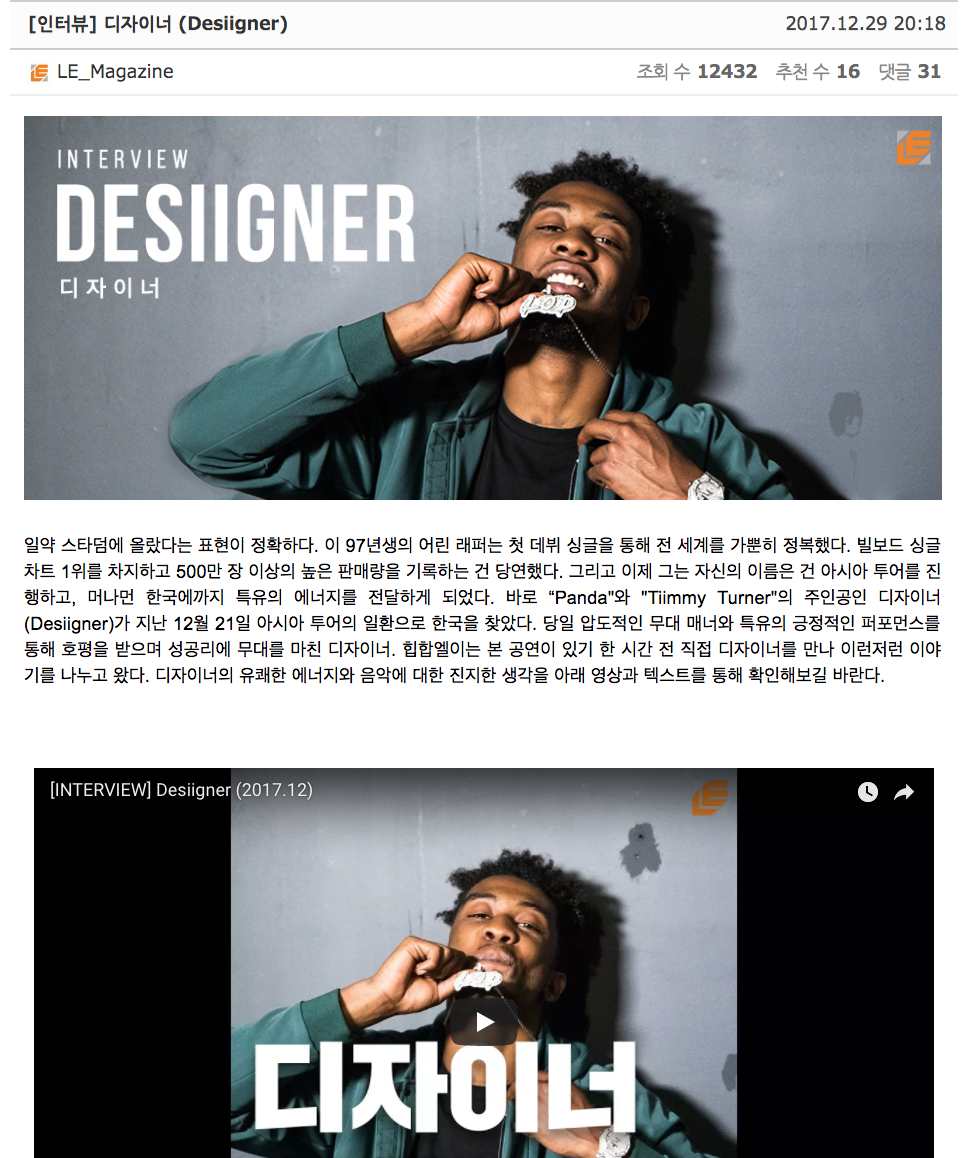 [인터뷰] 디자이너 (Desiigner)
2017.12.29 20:18
LE_Magazine
조회 수 12432 추천 수 16 댓글 31
INTERVIEW
DESIIGNER
디자이너
LE
LOD
일약 스타덤에 올랐다는 표현이 정확하다. 이 97년생의 어린 래퍼는 첫 데뷔 싱글을 통해 전 세계를 가뿐히 정복했다. 빌보드 싱글
차트 1위를 차지하고 500만 장 이상의 높은 판매량을 기록하는 건 당연했다. 그리고 이제 그는 자신의 이름은 건 아시아 투어를 진
행하고, 머나먼 한국에까지 특유의 에너지를 전달하게 되었다. 바로 “Panda"와 "Tiimmy Turner"의 주인공인 디자이너
(Desiigner)가 지난 12월 21일 아시아 투어의 일환으로 한국을 찾았다. 당일 압도적인 무대 매너와 특유의 긍정적인 퍼포먼스를
통해 호평을 받으며 성공리에 무대를 마친 디자이너. 힙합엘이는 본 공연이 있기 한 시간 전 직접 디자이너를 만나 이런저런 이야
기를 나누고 왔다. 디자이너의 유쾌한 에너지와 음악에 대한 진지한 생각을 아래 영상과 텍스트를 통해 확인해보길 바란다.
[INTERVIEW] Desiigner (2017.12)
LE
LOD
디자이너